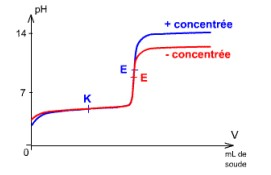 pH
+ concentrée
14
- concentrée
E
E
7
K
V
0
mL de
soude